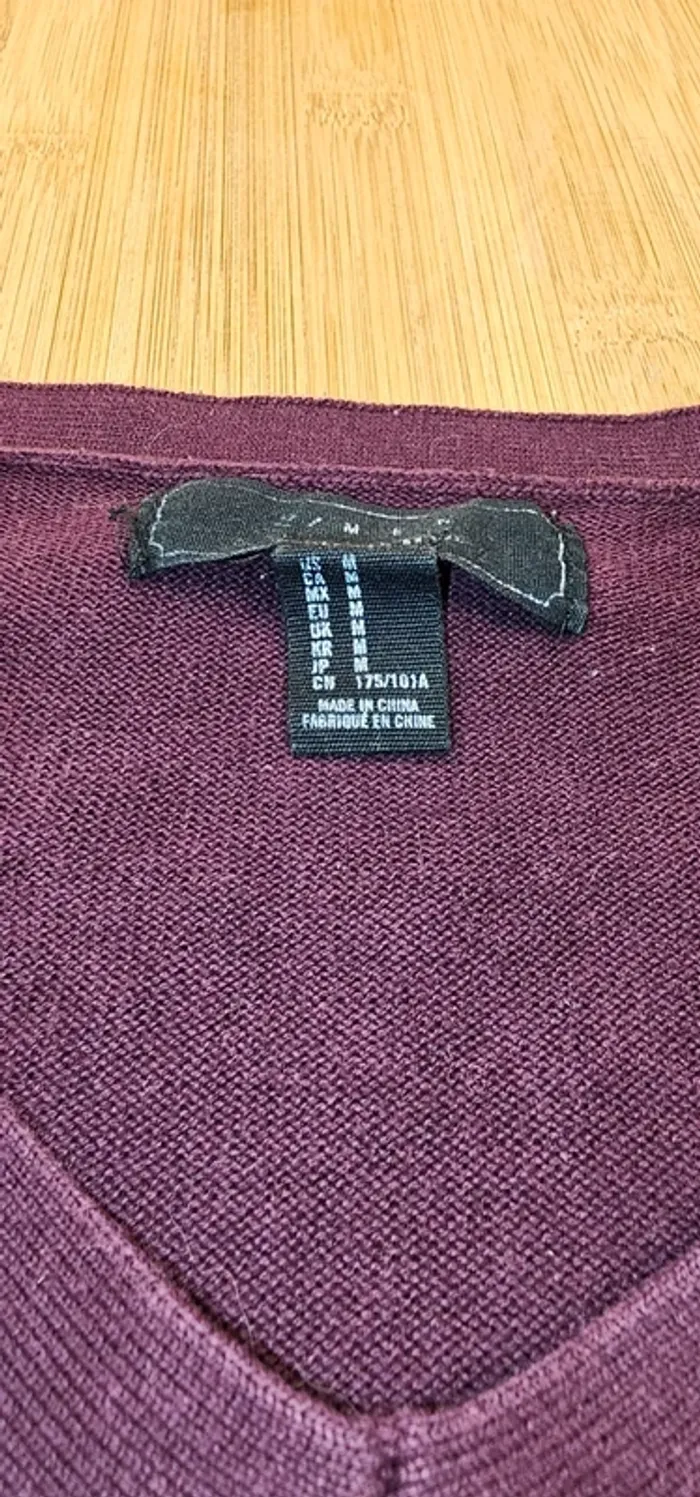 US M
CA M
MX M
EU M
UK M
KR M
JP M
CN 175/101A
MADE IN CHINA
FABRIQUÉ EN CHINE